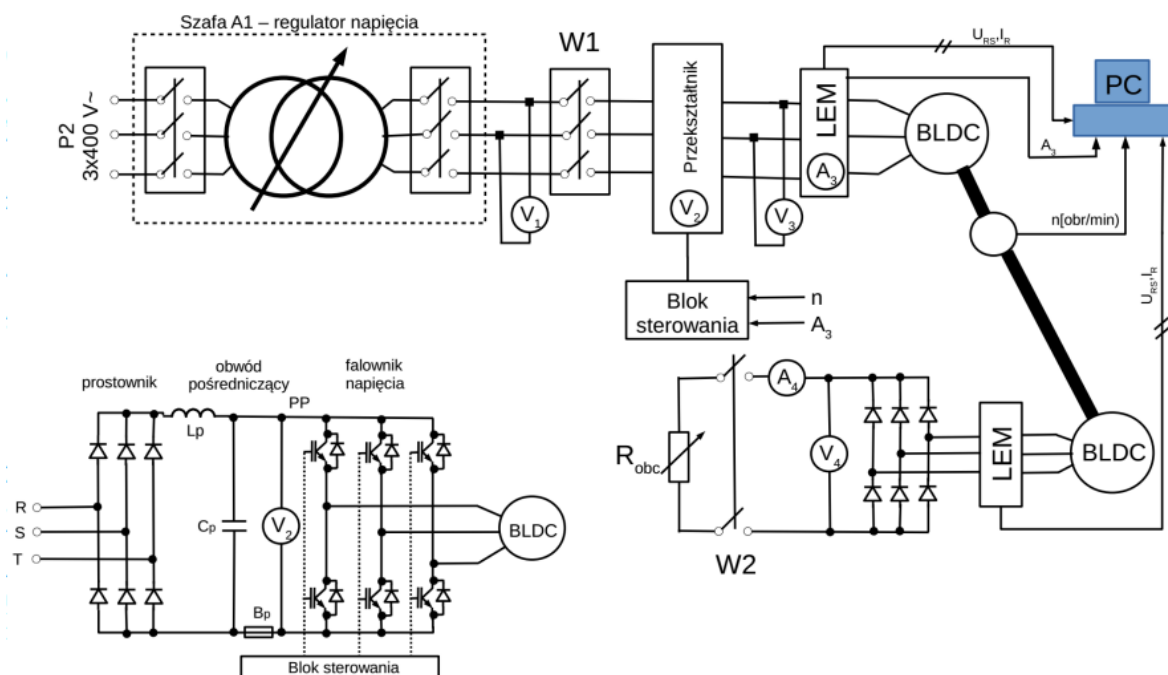 Szafa A1 – regulator napięcia
P2
3x400 V~
V1
W1
Przekształtnik
V2
V3
LEM
A3
BLDC
URS,IR
PC
A3
n[obr/min)
URS,IR
Blok
sterowania
n
A3
prostownik
obwód
pośredniczący
falownik
napięcia
PP
Lp
R
S
T
Cp
V2
Bp
BLDC
Blok sterowania
Robc
A4
V4
W2
LEM
BLDC